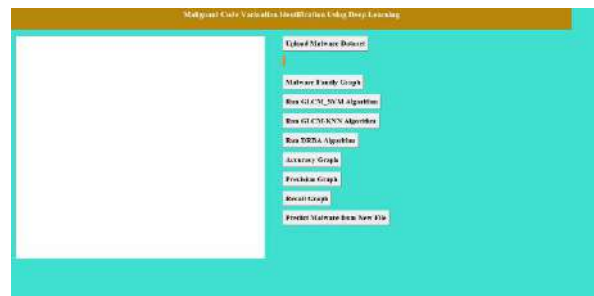 Malignant Code Variation Identification Using Deep Learning
Upload Malware Dataset
Malware Family Graph
Run GLCM_SVM Algorithm
Run GLCM-KNN Algorithm
Run DRBA Algorithm
Accuracy Graph
Precision Graph
Recall Graph
Predict Malware from New File